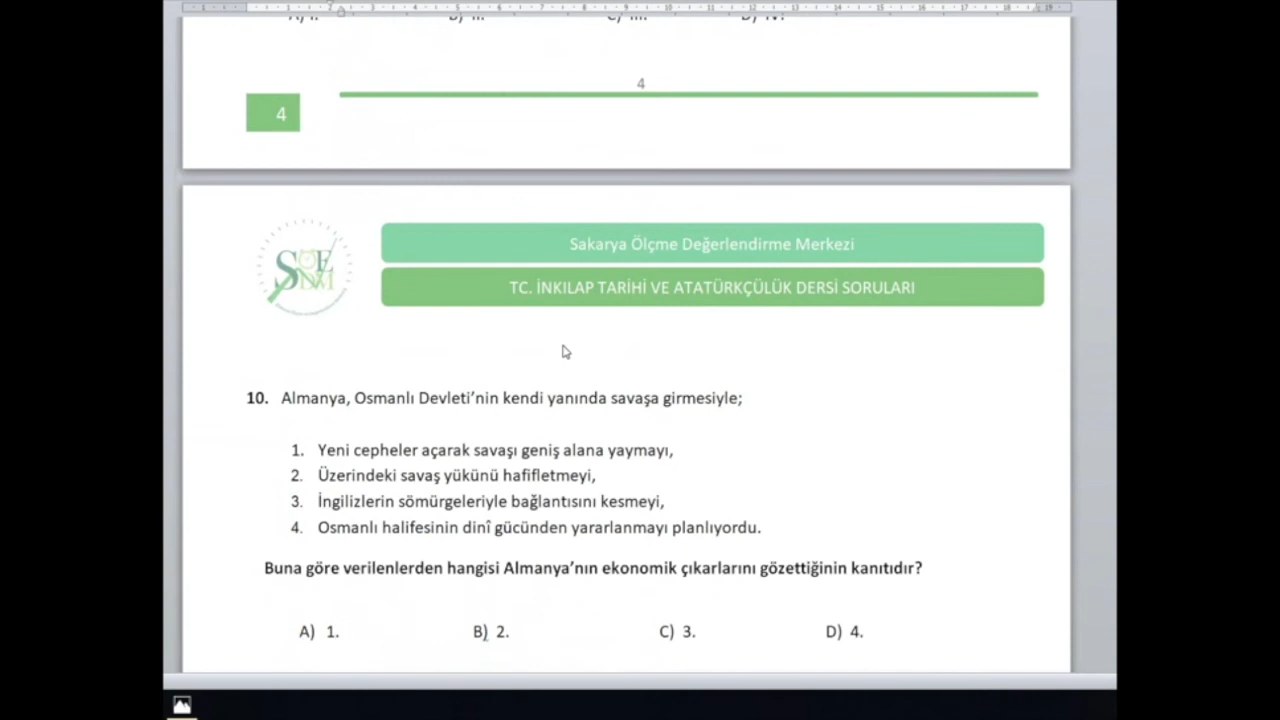 4
4
Sakarya Ölçme Değerlendirme Merkezi
TC. İNKILAP TARİHİ VE ATATÜRKÇÜLÜK DERSİ SORULARI
10. Almanya, Osmanlı Devleti’nin kendi yanında savaşa girmesiyle;
1. Yeni cepheler açarak savaşı geniş alana yaymayı,
2. Üzerindeki savaş yükünü hafifletmeyi,
3. İngilizlerin sömürgeleriyle bağlantısını kesmeyi,
4. Osmanlı halifesinin dinî gücünden yararlanmayı planlıyordu.
Buna göre verilenlerden hangisi Almanya’nın ekonomik çıkarlarını gözettiğinin kanıtıdır?
A) 1. B) 2. C) 3. D) 4.